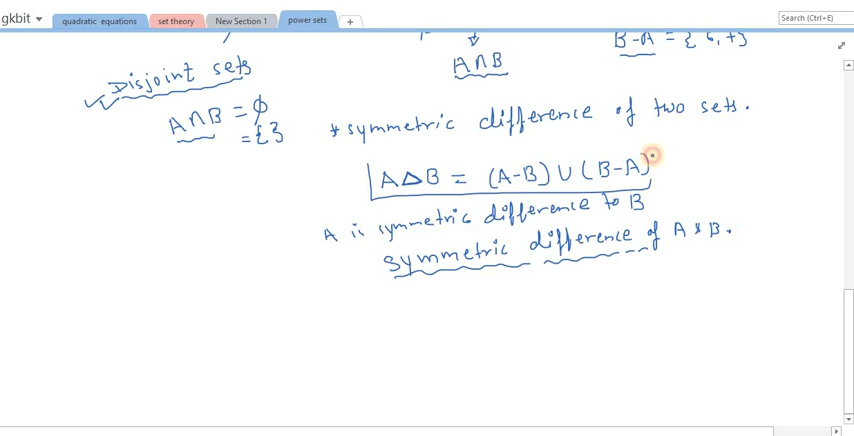 gkbit
quadratic equations
set theory
New Section 1
power sets
+
Search (Ctrl+E)
B-A = { 6, 7}
A∩B
Disjoint sets
A∩B = ϕ
= { }
* symmetric difference of two sets.
A Δ B = (A-B) ∪ (B-A)
A is symmetric difference to B
symmetric difference of A & B.